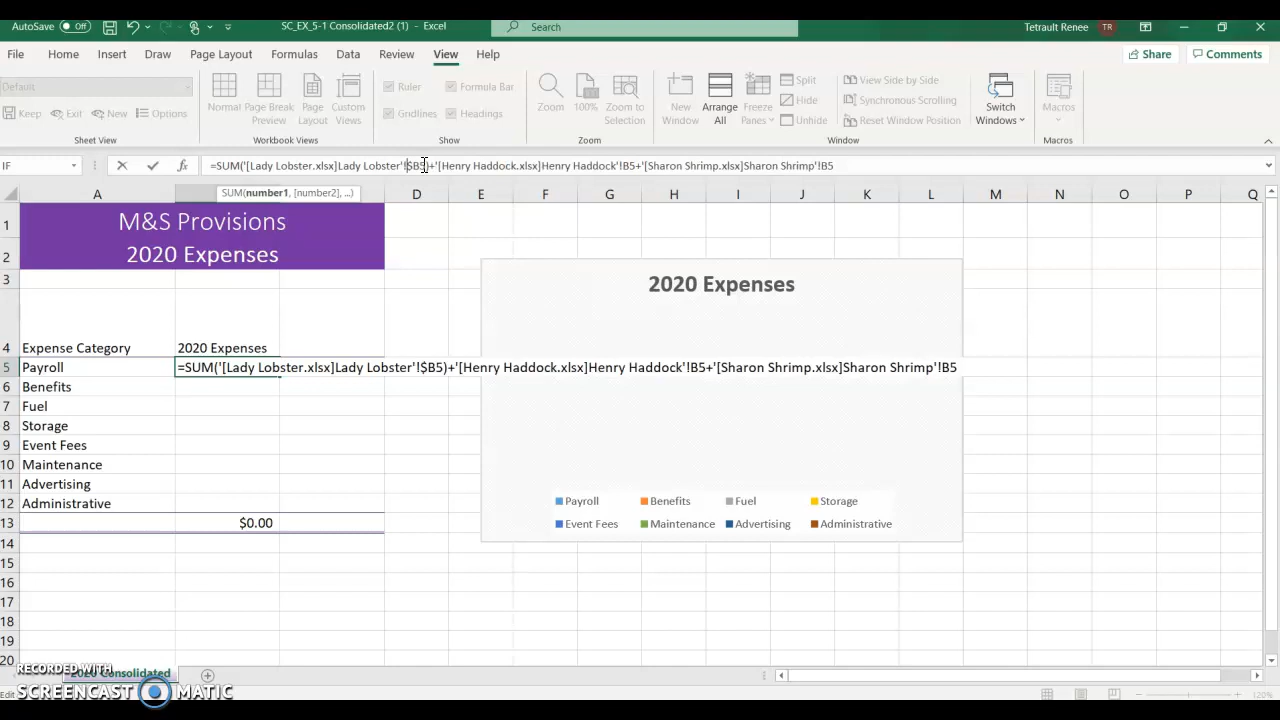 AutoSave Off SC_EX_5-1 Consolidated2 (1) - Excel Search Tetrault Renee TR
File Home Insert Draw Page Layout Formulas Data Review View Help Share Comments
Default
Keep Exit New Options
Sheet View
Normal Page Break Preview Page Layout Custom Views
Workbook Views
Ruler Formula Bar
Gridlines Headings
Show
Zoom 100% Zoom to Selection
Zoom
New Window Arrange All Freeze Panes
Split
Hide
Unhide
View Side by Side
Synchronous Scrolling
Reset Window Position
Window
Switch Windows
Macros
Macros
IF =SUM('[Lady Lobster.xlsx]Lady Lobster'!$B5)+'[Henry Haddock.xlsx]Henry Haddock'!B5+'[Sharon Shrimp.xlsx]Sharon Shrimp'!B5
SUM(number1, [number2], ...)
A D E F G H I J K L M N O P Q
1 M&S Provisions
2 2020 Expenses
3
2020 Expenses
4 Expense Category 2020 Expenses
5 Payroll =SUM('[Lady Lobster.xlsx]Lady Lobster'!$B5)+'[Henry Haddock.xlsx]Henry Haddock'!B5+'[Sharon Shrimp.xlsx]Sharon Shrimp'!B5
6 Benefits
7 Fuel
8 Storage
9 Event Fees
10 Maintenance
11 Advertising
12 Administrative
13 $0.00
Payroll Benefits Fuel Storage
Event Fees Maintenance Advertising Administrative
14
15
16
17
18
19
20
2020 Consolidated
RECORDED WITH
SCREENCAST MATIC
Edit 120%